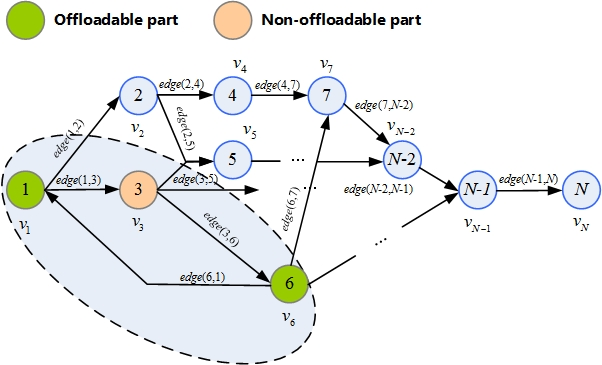 Offloadable part
Non-offloadable part
v4
v7
edge(2,4)
edge(4,7)
2
4
7
edge(7,N-2)
edge(1,2)
v2
edge(2,5)
v5
vN−2
5
...
N-2
edge(3,5)
...
edge(N-2,N-1)
edge(N-1,N)
1
edge(1,3)
3
N-1
N
v1
v3
edge(3,6)
edge(6,7)
vN−1
vN
...
edge(6,1)
6
v6